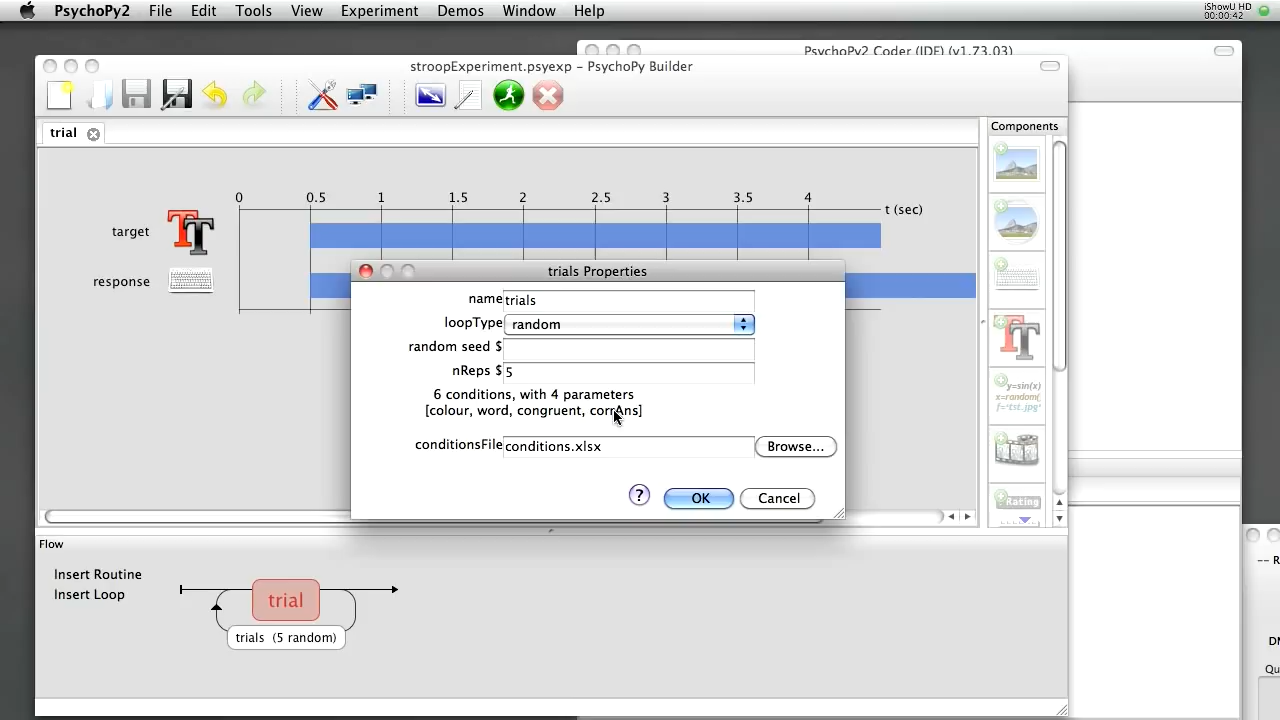 PsychoPy2 File Edit Tools View Experiment Demos Window Help
iShowU HD
00:00:42
PsychoPy2 Coder (IDE) (v1.73.03)
stroopExperiment.psyexp – PsychoPy Builder
trial
Components
0 0.5 1 1.5 2 2.5 3 3.5 4
t (sec)
target
response
trials Properties
name trials
loopType random
random seed $
nReps $ 5
6 conditions, with 4 parameters
[colour, word, congruent, corrAns]
conditionsFile conditions.xlsx Browse...
? OK Cancel
y=sin(x)
x=random(
f="tst.jpg"
Rating
Flow
Insert Routine
Insert Loop
trial
trials (5 random)
-- R
DM
Qu